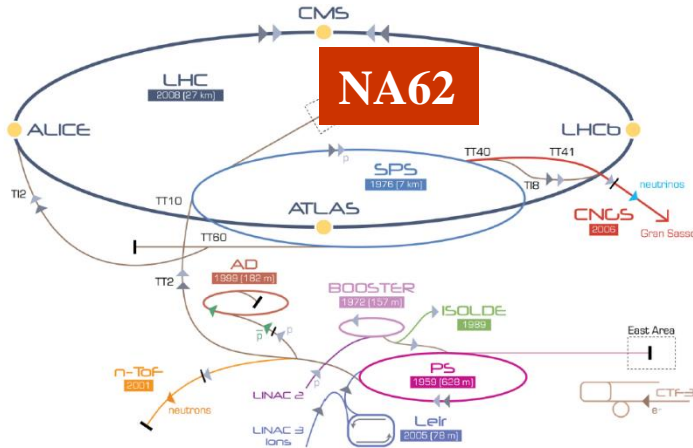 CMS
LHC
2008 (27 km)
NA62
ALICE
LHCb
TT40
TT41
SPS
1976 (7 km)
p
TI8
TI2
TT10
neutrinos
CNGS
2006
Gran Sasso
ATLAS
TT60
AD
1999 (182 m)
TT2
BOOSTER
1972 (157 m)
ISOLDE
1989
p
p
East Area
n-ToF
2001
PS
1959 (628 m)
LINAC 2
p
neutrons
CTF-3
e-
LINAC 3
Ions
Leir
2005 (78 m)